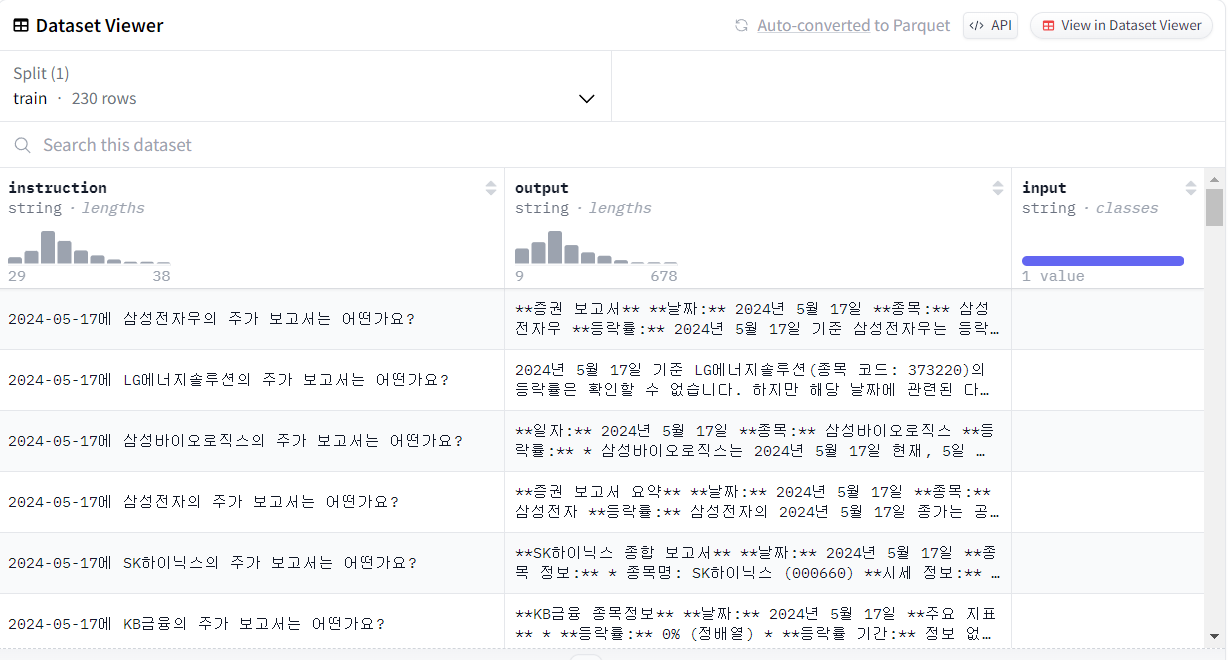 Dataset Viewer
Auto-converted to Parquet
API
View in Dataset Viewer
Split (1)
train · 230 rows
Search this dataset
instruction
string · lengths
29 38
output
string · lengths
9 678
input
string · classes
1 value
2024-05-17에 삼성전자우의 주가 보고서는 어떤가요?
**증권 보고서** **날짜:** 2024년 5월 17일 **종목:** 삼성
전자우 **등락률:** 2024년 5월 17일 기준 삼성전자우는 등락…
2024-05-17에 LG에너지솔루션의 주가 보고서는 어떤가요?
2024년 5월 17일 기준 LG에너지솔루션(종목 코드: 373220)의
등락률은 확인할 수 없습니다. 하지만 해당 날짜에 관련된 다…
2024-05-17에 삼성바이오로직스의 주가 보고서는 어떤가요?
**일자:** 2024년 5월 17일 **종목:** 삼성바이오로직스 **등
락률:** * 삼성바이오로직스는 2024년 5월 17일 현재, 5일 …
2024-05-17에 삼성전자의 주가 보고서는 어떤가요?
**증권 보고서 요약** **날짜:** 2024년 5월 17일 **종목:**
삼성전자 **등락률:** 삼성전자의 2024년 5월 17일 종가는 공…
2024-05-17에 SK하이닉스의 주가 보고서는 어떤가요?
**SK하이닉스 종합 보고서** **날짜:** 2024년 5월 17일 **종
목 정보:** * 종목명: SK하이닉스 (000660) **시세 정보:** …
2024-05-17에 KB금융의 주가 보고서는 어떤가요?
**KB금융 종목정보** **날짜:** 2024년 5월 17일 **주요 지표
** * **등락률:** 0% (정배열) * **등락률 기간:** 정보 없…